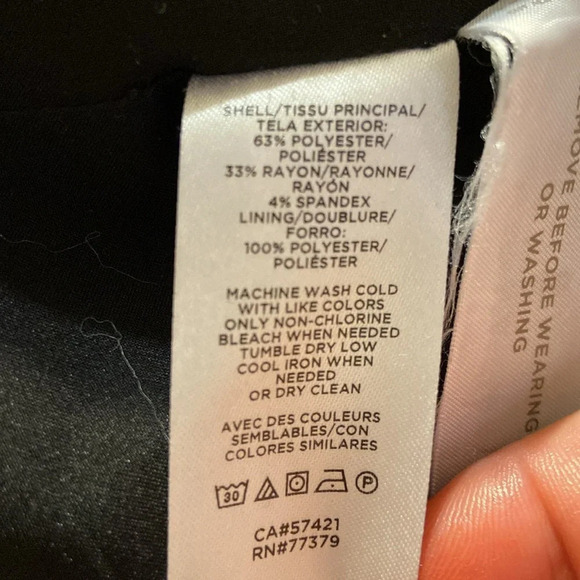 SHELL/TISSU PRINCIPAL/
TELA EXTERIOR:
63% POLYESTER/
POLIÉSTER
33% RAYON/RAYONNE/
RAYÓN
4% SPANDEX
LINING/DOUBLURE/
FORRO:
100% POLYESTER/
POLIÉSTER
MACHINE WASH COLD
WITH LIKE COLORS
ONLY NON-CHLORINE
BLEACH WHEN NEEDED
TUMBLE DRY LOW
COOL IRON WHEN
NEEDED
OR DRY CLEAN
AVEC DES COULEURS
SEMBLABLES/CON
COLORES SIMILARES
30 P
CA#57421
RN#77379
BEFORE WEARING
OR WASHING